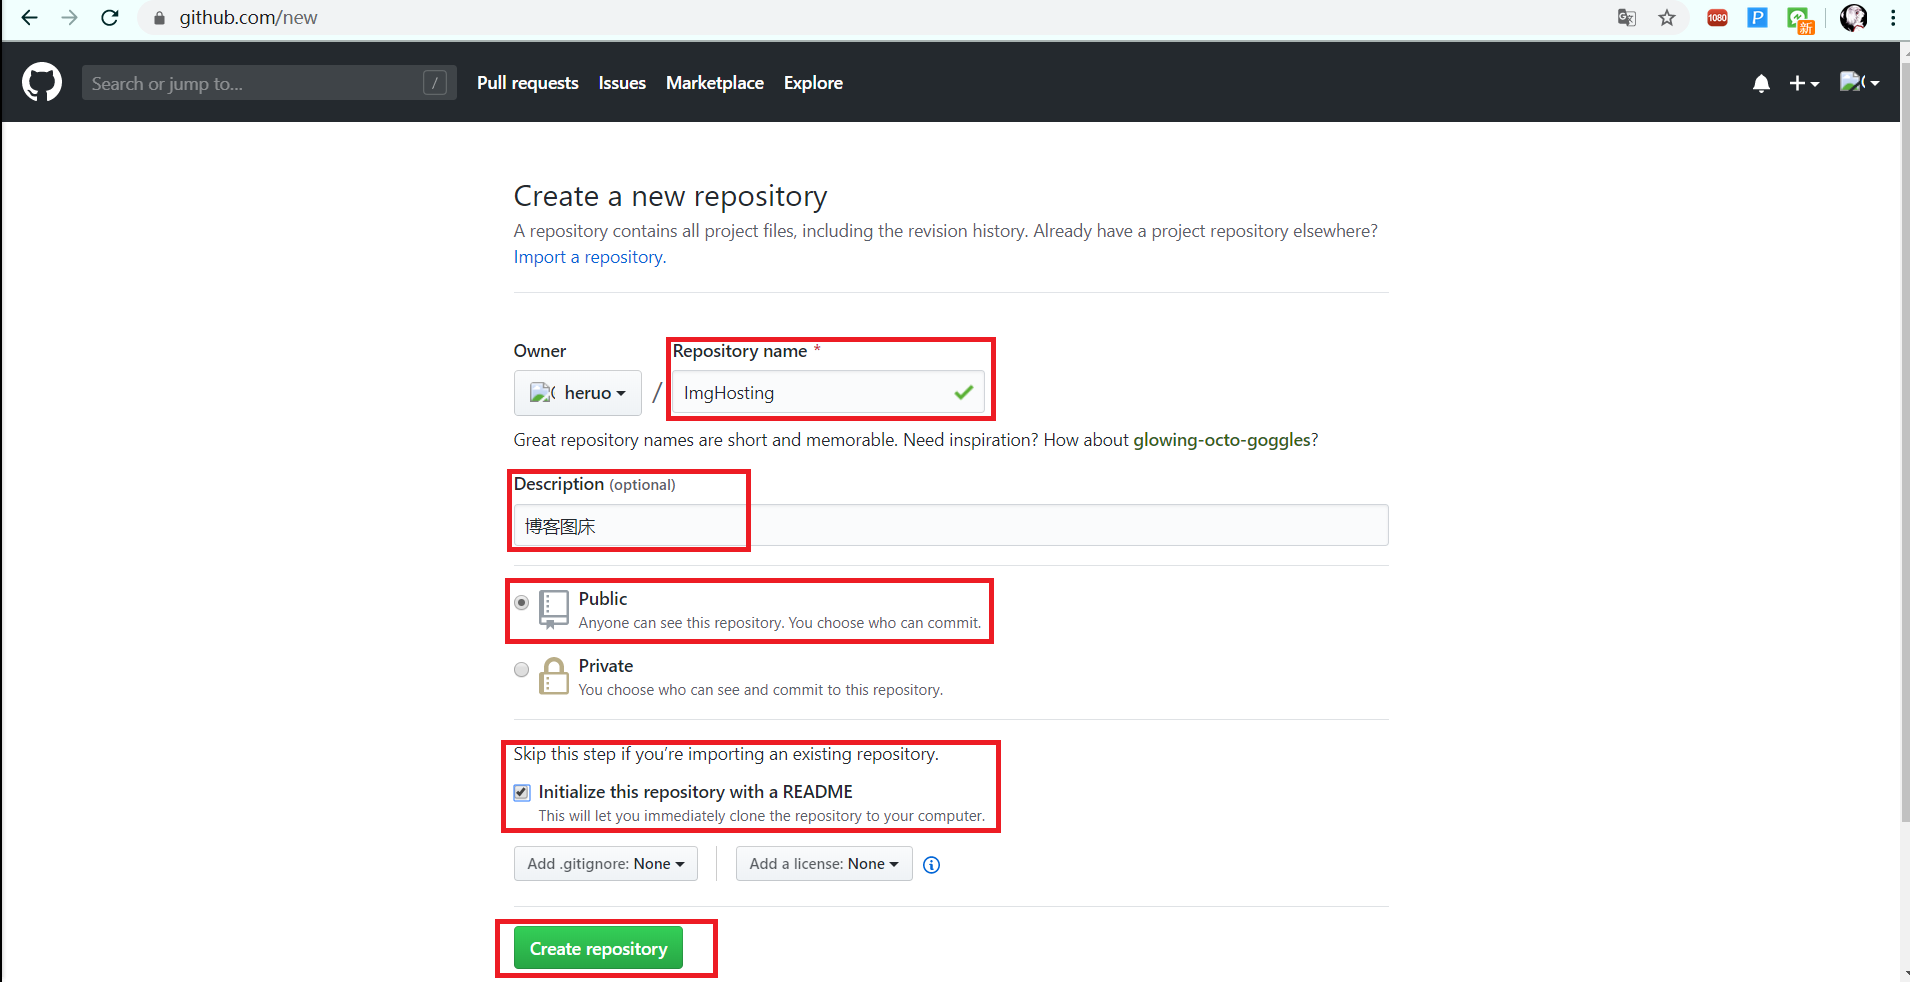 github.com/new
1080
P
新
Search or jump to...
/
Pull requests
Issues
Marketplace
Explore
Create a new repository
A repository contains all project files, including the revision history. Already have a project repository elsewhere?
Import a repository.
Owner
Repository name *
heruo
/
ImgHosting
Great repository names are short and memorable. Need inspiration? How about glowing-octo-goggles?
Description (optional)
博客图床
Public
Anyone can see this repository. You choose who can commit.
Private
You choose who can see and commit to this repository.
Skip this step if you’re importing an existing repository.
Initialize this repository with a README
This will let you immediately clone the repository to your computer.
Add .gitignore: None
Add a license: None
Create repository